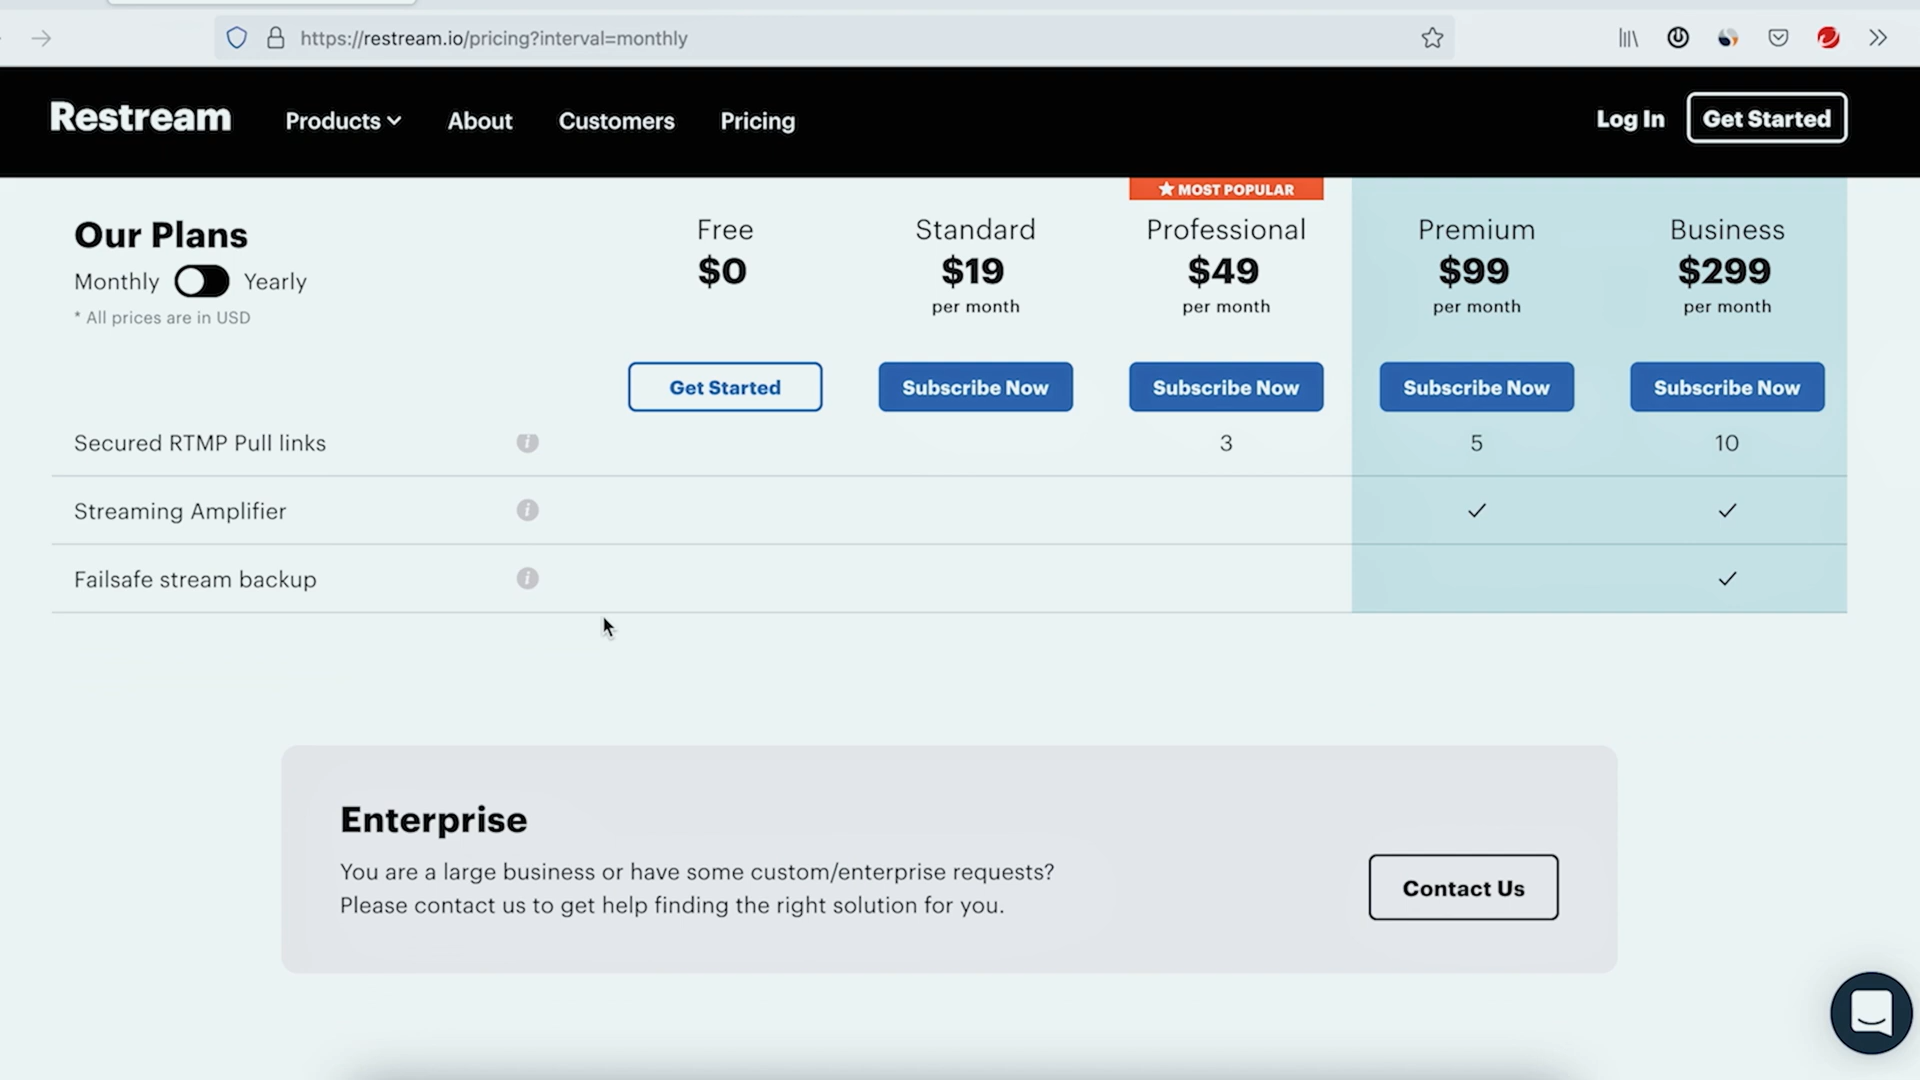 https://restream.io/pricing?interval=monthly
Restream
Products
About
Customers
Pricing
Log In
Get Started
MOST POPULAR
Our Plans
Monthly
Yearly
* All prices are in USD
Free
$0
Get Started
Standard
$19
per month
Subscribe Now
Professional
$49
per month
Subscribe Now
Premium
$99
per month
Subscribe Now
Business
$299
per month
Subscribe Now
Secured RTMP Pull links i 3 5 10
Streaming Amplifier i
Failsafe stream backup i
Enterprise
You are a large business or have some custom/enterprise requests?
Please contact us to get help finding the right solution for you.
Contact Us